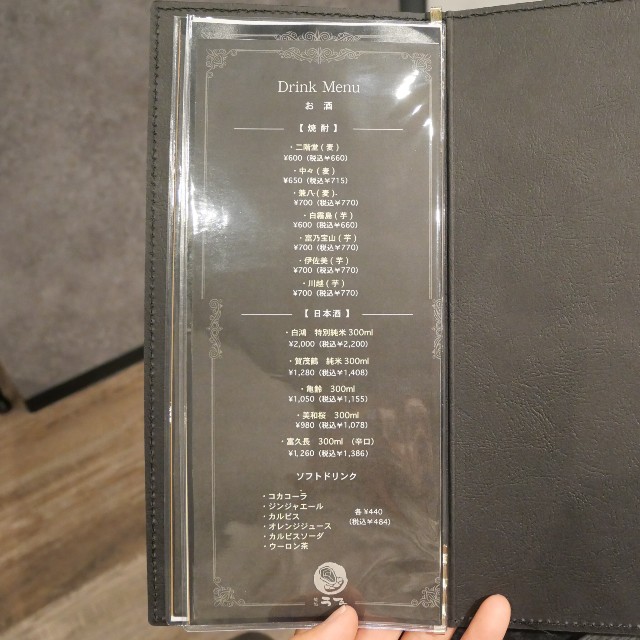 Drink Menu
お 酒
【 焼 酎 】
・二階堂 ( 麦 )
¥600（税込¥660）
・中々 ( 麦 )
¥650（税込¥715）
・兼八 ( 麦 )
¥700（税込¥770）
・白霧島 ( 芋 )
¥600（税込¥660）
・富乃宝山 ( 芋 )
¥700（税込¥770）
・伊佐美 ( 芋 )
¥700（税込¥770）
・川越 ( 芋 )
¥700（税込¥770）
【 日本酒 】
・白鴻　特別純米 300ml
¥2,000（税込¥2,200）
・賀茂鶴　純米 300ml
¥1,280（税込¥1,408）
・亀齢　300ml
¥1,050（税込¥1,155）
・美和桜　300ml
¥980（税込¥1,078）
・富久長　300ml　（辛口）
¥1,260（税込¥1,386）
ソフトドリンク
・コカコーラ
・ジンジャエール
・カルピス
・オレンジジュース
・カルピスソーダ
・ウーロン茶
各 ¥440
（税込¥484）